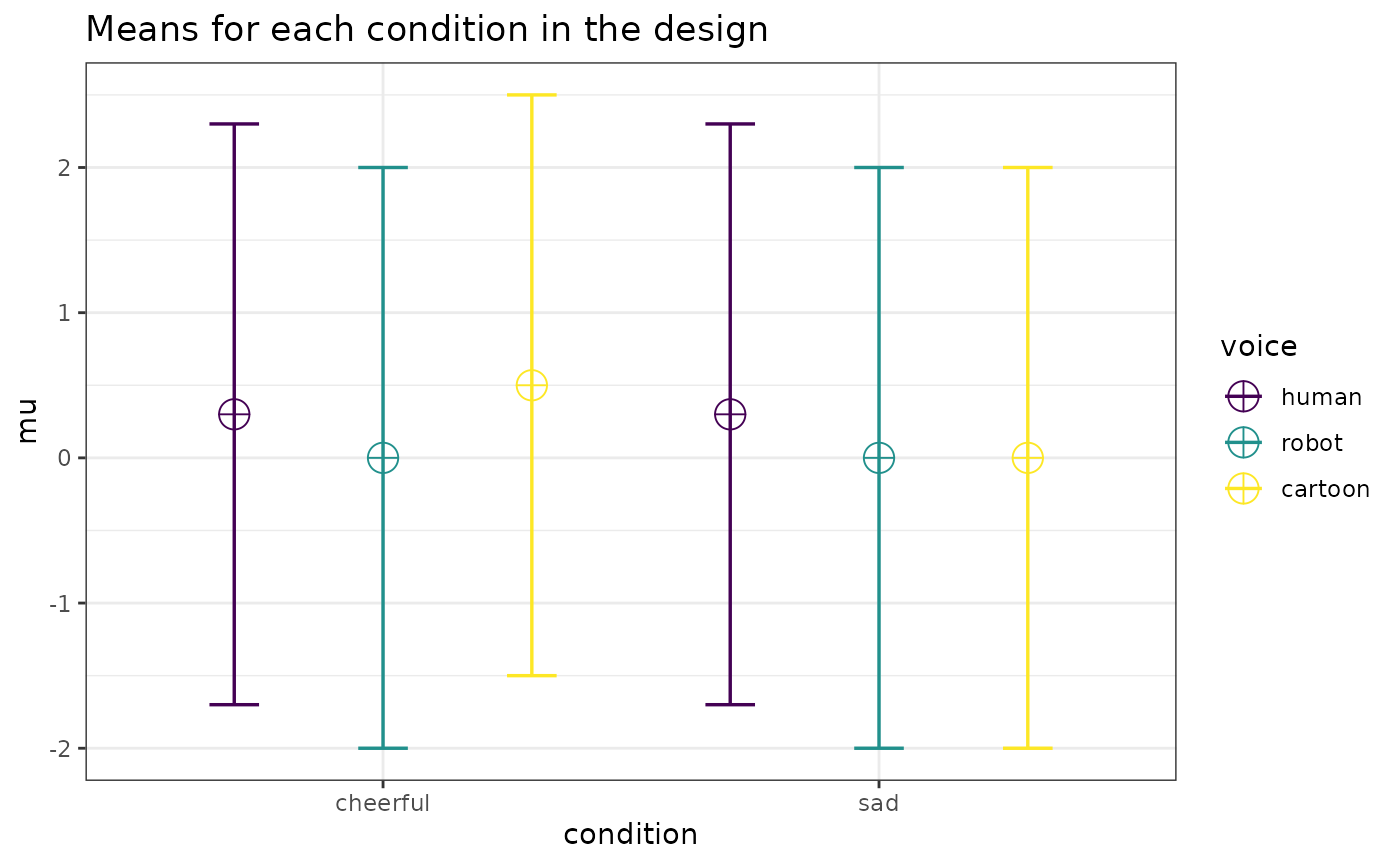 Means for each condition in the design
mu
2
1
0
-1
-2
cheerful
sad
condition
voice
human
robot
cartoon